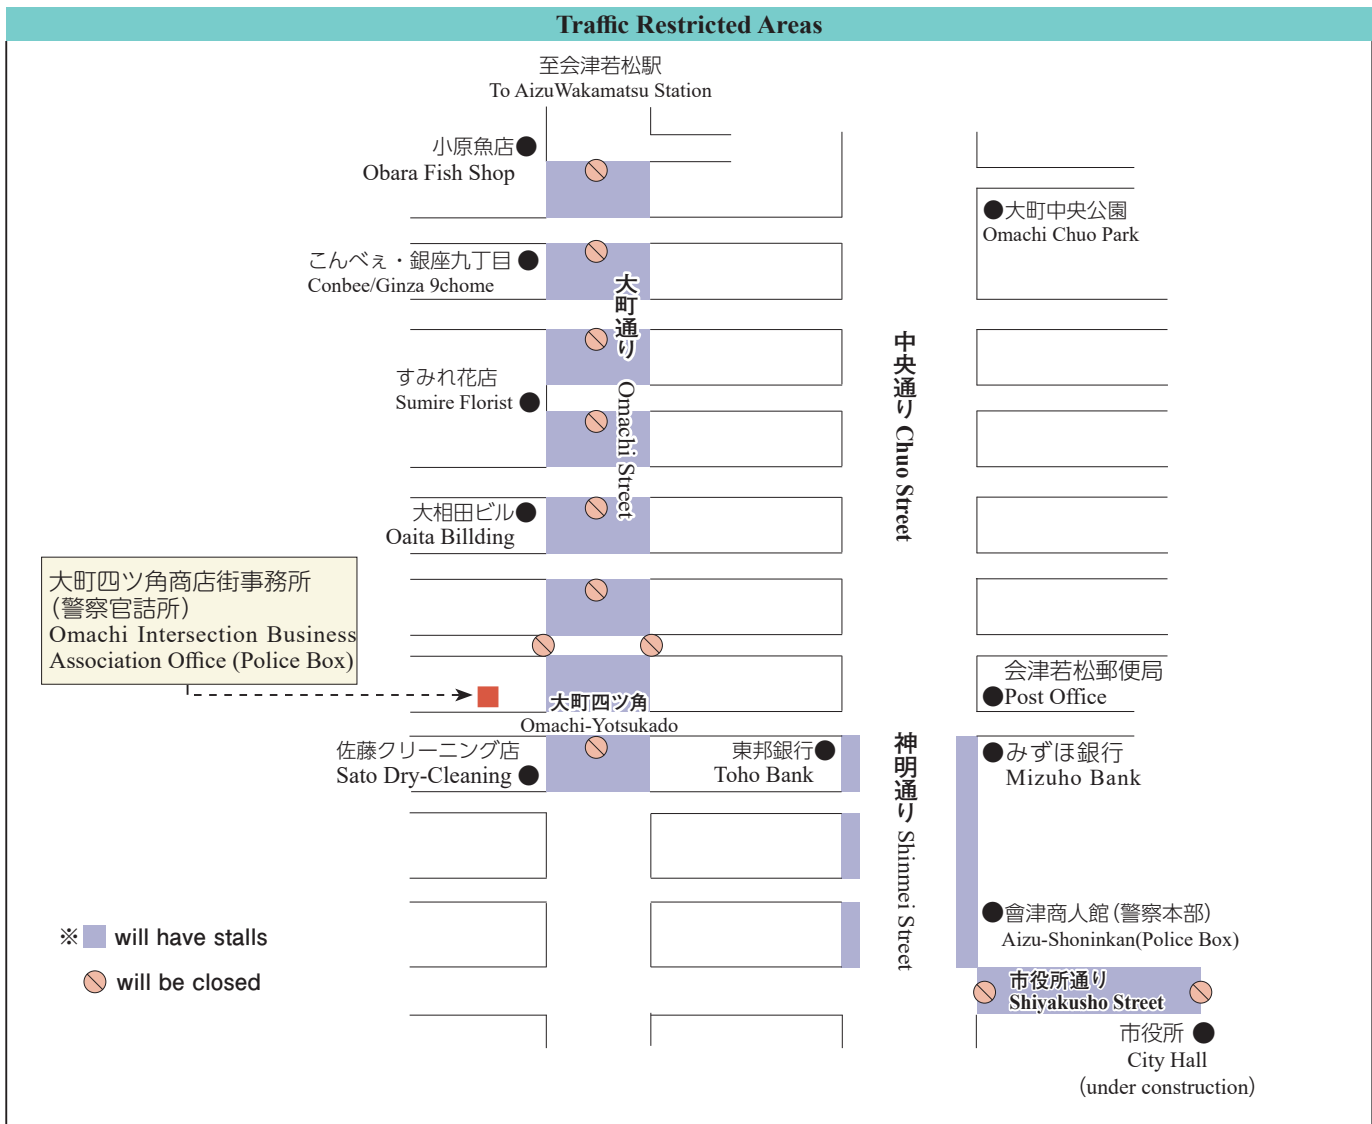 Traffic Restricted Areas
至会津若松駅
To AizuWakamatsu Station
小原魚店
Obara Fish Shop
大町中央公園
Omachi Chuo Park
こんべぇ・銀座九丁目
Conbee/Ginza 9chome
大町通り Omachi Street
中央通り Chuo Street
すみれ花店
Sumire Florist
大相田ビル
Oaita Billding
大町四ツ角商店街事務所
(警察官詰所)
Omachi Intersection Business
Association Office (Police Box)
会津若松郵便局
Post Office
大町四ツ角
Omachi-Yotsukado
佐藤クリーニング店
Sato Dry-Cleaning
東邦銀行
Toho Bank
神明通り Shinmei Street
みずほ銀行
Mizuho Bank
會津商人館(警察本部)
Aizu-Shoninkan(Police Box)
※ will have stalls
will be closed
市役所通り
Shiyakusho Street
市役所
City Hall
(under construction)